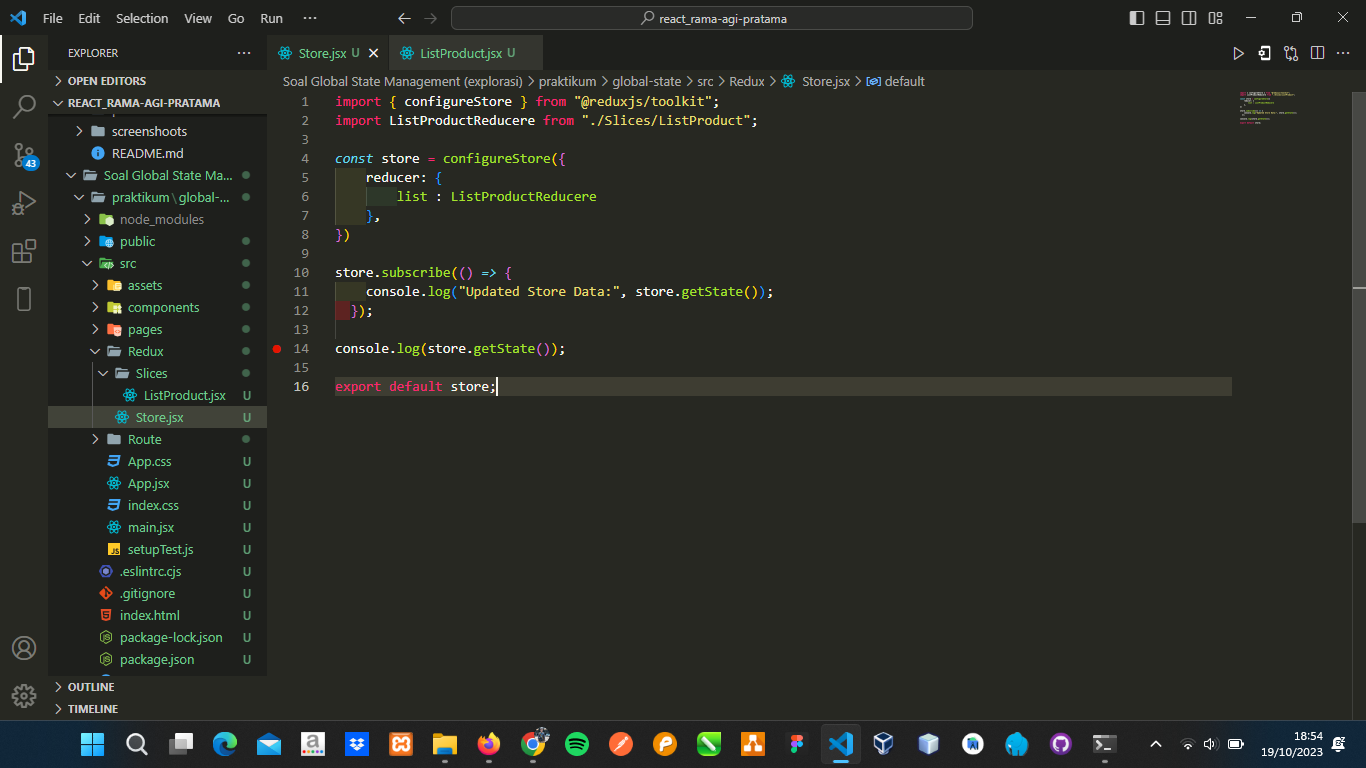 File Edit Selection View Go Run ···
react_rama-agi-pratama
EXPLORER
OPEN EDITORS
REACT_RAMA-AGI-PRATAMA
screenshoots
README.md
Soal Global State Ma...
praktikum\global-...
node_modules
public
src
assets
components
pages
Redux
Slices
ListProduct.jsx U
Store.jsx U
Route
App.css U
App.jsx U
index.css U
main.jsx U
setupTest.js U
.eslintrc.cjs U
.gitignore U
index.html U
package-lock.json U
package.json U
OUTLINE
TIMELINE
43
Store.jsx U
ListProduct.jsx U
Soal Global State Management (explorasi) > praktikum > global-state > src > Redux > Store.jsx > default
1 import { configureStore } from "@reduxjs/toolkit";
2 import ListProductReducere from "./Slices/ListProduct";
3
4 const store = configureStore({
5 reducer: {
6 list : ListProductReducere
7 },
8 })
9
10 store.subscribe(() => {
11 console.log("Updated Store Data:", store.getState());
12 });
13
14 console.log(store.getState());
15
16 export default store;
18:54
19/10/2023